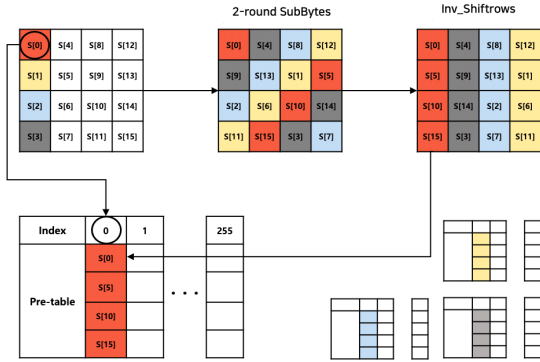 2-round SubBytes
Inv_Shiftrows
S[0] S[4] S[8] S[12]
S[1] S[5] S[9] S[13]
S[2] S[6] S[10] S[14]
S[3] S[7] S[11] S[15]
S[0] S[4] S[8] S[12]
S[9] S[13] S[1] S[5]
S[2] S[6] S[10] S[14]
S[11] S[15] S[3] S[7]
S[0] S[4] S[8] S[12]
S[5] S[9] S[13] S[1]
S[10] S[14] S[2] S[6]
S[15] S[3] S[7] S[11]
Index 0 1 255
Pre-table
S[0]
S[5]
S[10]
S[15]
. . .